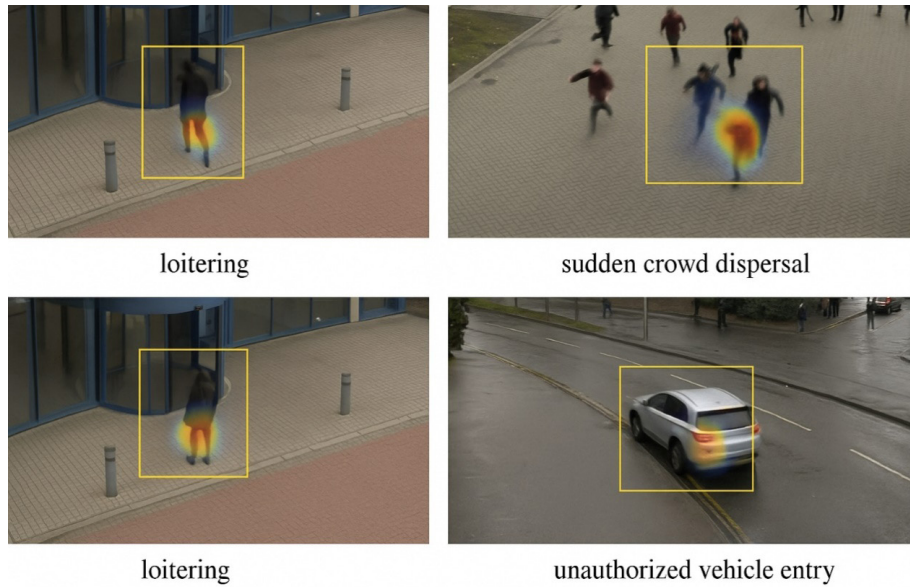 loitering
sudden crowd dispersal
loitering
unauthorized vehicle entry